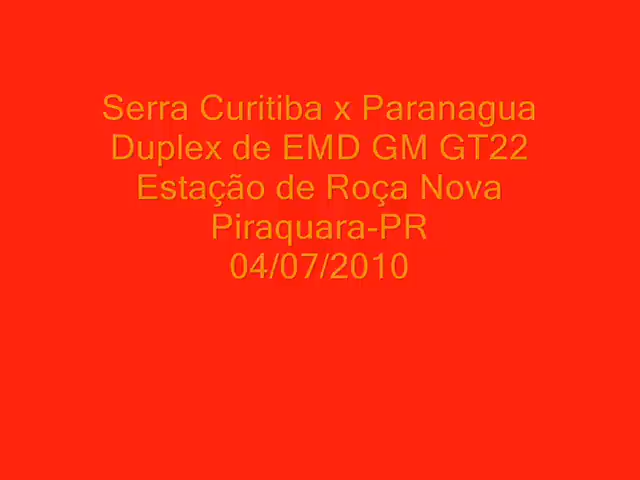 Serra Curitiba x Paranagua
Duplex de EMD GM GT22
Estação de Roça Nova
Piraquara-PR
04/07/2010